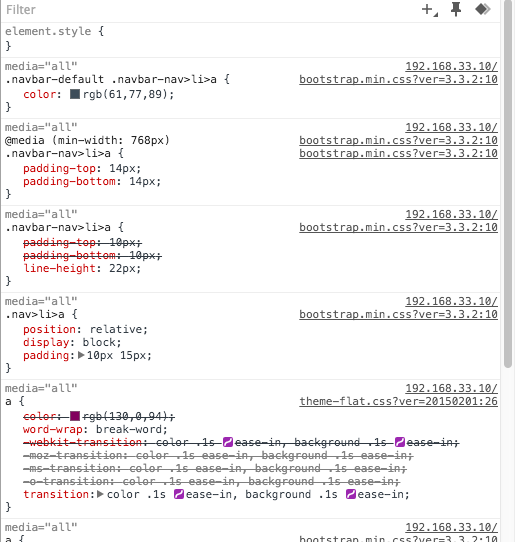 Filter
element.style {
}
media="all" 192.168.33.10/
.navbar-default .navbar-nav>li>a { bootstrap.min.css?ver=3.3.2:10
color: rgb(61,77,89);
}
media="all" 192.168.33.10/
@media (min-width: 768px) bootstrap.min.css?ver=3.3.2:10
.navbar-nav>li>a { bootstrap.min.css?ver=3.3.2:10
padding-top: 14px;
padding-bottom: 14px;
}
media="all" 192.168.33.10/
.navbar-nav>li>a { bootstrap.min.css?ver=3.3.2:10
padding-top: 10px;
padding-bottom: 10px;
line-height: 22px;
}
media="all" 192.168.33.10/
.nav>li>a { bootstrap.min.css?ver=3.3.2:10
position: relative;
display: block;
padding: 10px 15px;
}
media="all" 192.168.33.10/
a { theme-flat.css?ver=20150201:26
color: rgb(130,0,94);
word-wrap: break-word;
-webkit-transition: color .1s ease-in, background .1s ease-in;
-moz-transition: color .1s ease-in, background .1s ease-in;
-ms-transition: color .1s ease-in, background .1s ease-in;
-o-transition: color .1s ease-in, background .1s ease-in;
transition: color .1s ease-in, background .1s ease-in;
}
media="all" 192.168.33.10/
a { bootstrap.min.css?ver=3.3.2:10